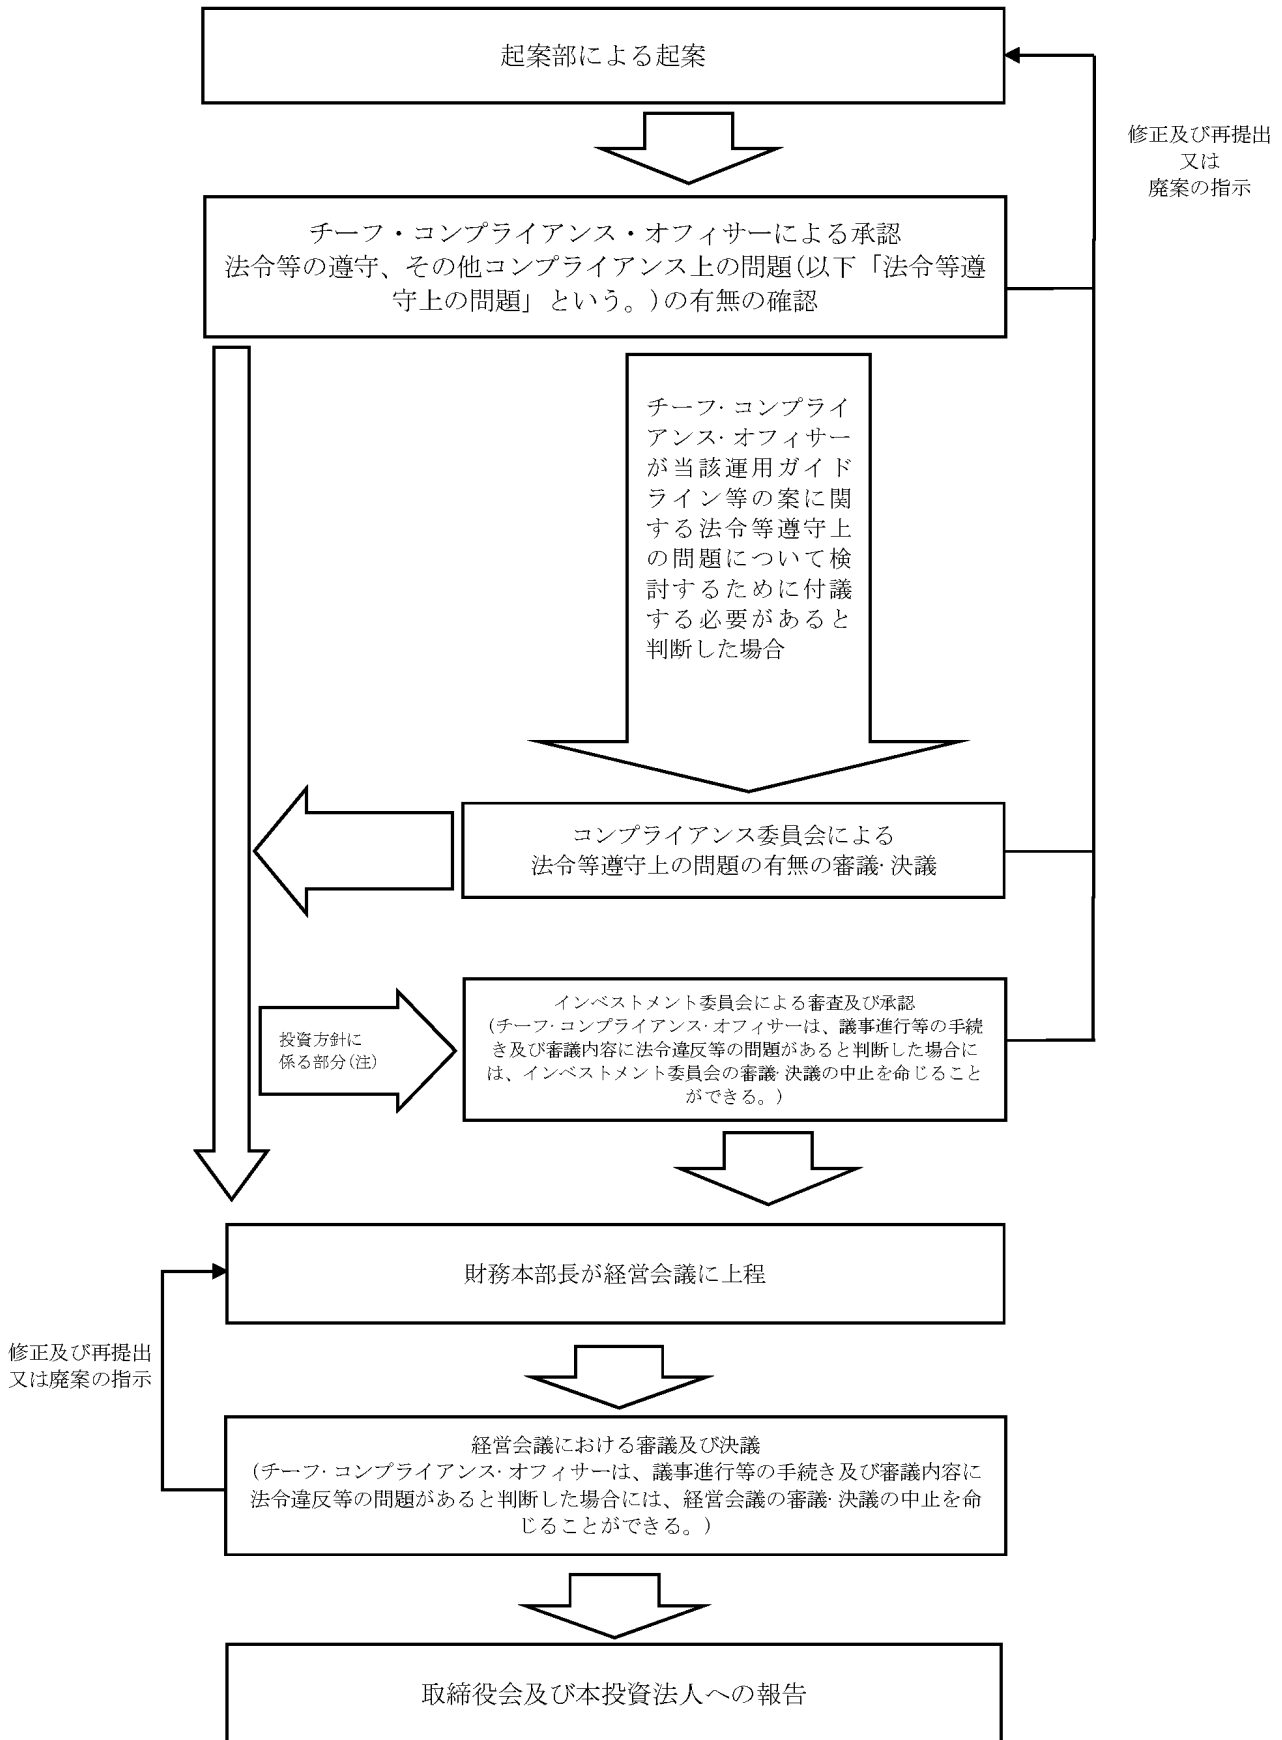 起案部による起案
修正及び再提出
又は
廃案の指示
チーフ・コンプライアンス・オフィサーによる承認
法令等の遵守、その他コンプライアンス上の問題(以下「法令等遵
守上の問題」という。)の有無の確認
チーフ・コンプライ
アンス・オフィサー
が当該運用ガイド
ライン等の案に関
する法令等遵守上
の問題について検
討するために付議
する必要があると
判断した場合
コンプライアンス委員会による
法令等遵守上の問題の有無の審議・決議
投資方針に
係る部分(注)
インベストメント委員会による審査及び承認
(チーフ・コンプライアンス・オフィサーは、議事進行等の手続
き及び審議内容に法令違反等の問題があると判断した場合に
は、インベストメント委員会の審議・決議の中止を命じること
ができる。)
財務本部長が経営会議に上程
修正及び再提出
又は廃案の指示
経営会議における審議及び決議
(チーフ・コンプライアンス・オフィサーは、議事進行等の手続き及び審議内容に
法令違反等の問題があると判断した場合には、経営会議の審議・決議の中止を命
じることができる。)
取締役会及び本投資法人への報告